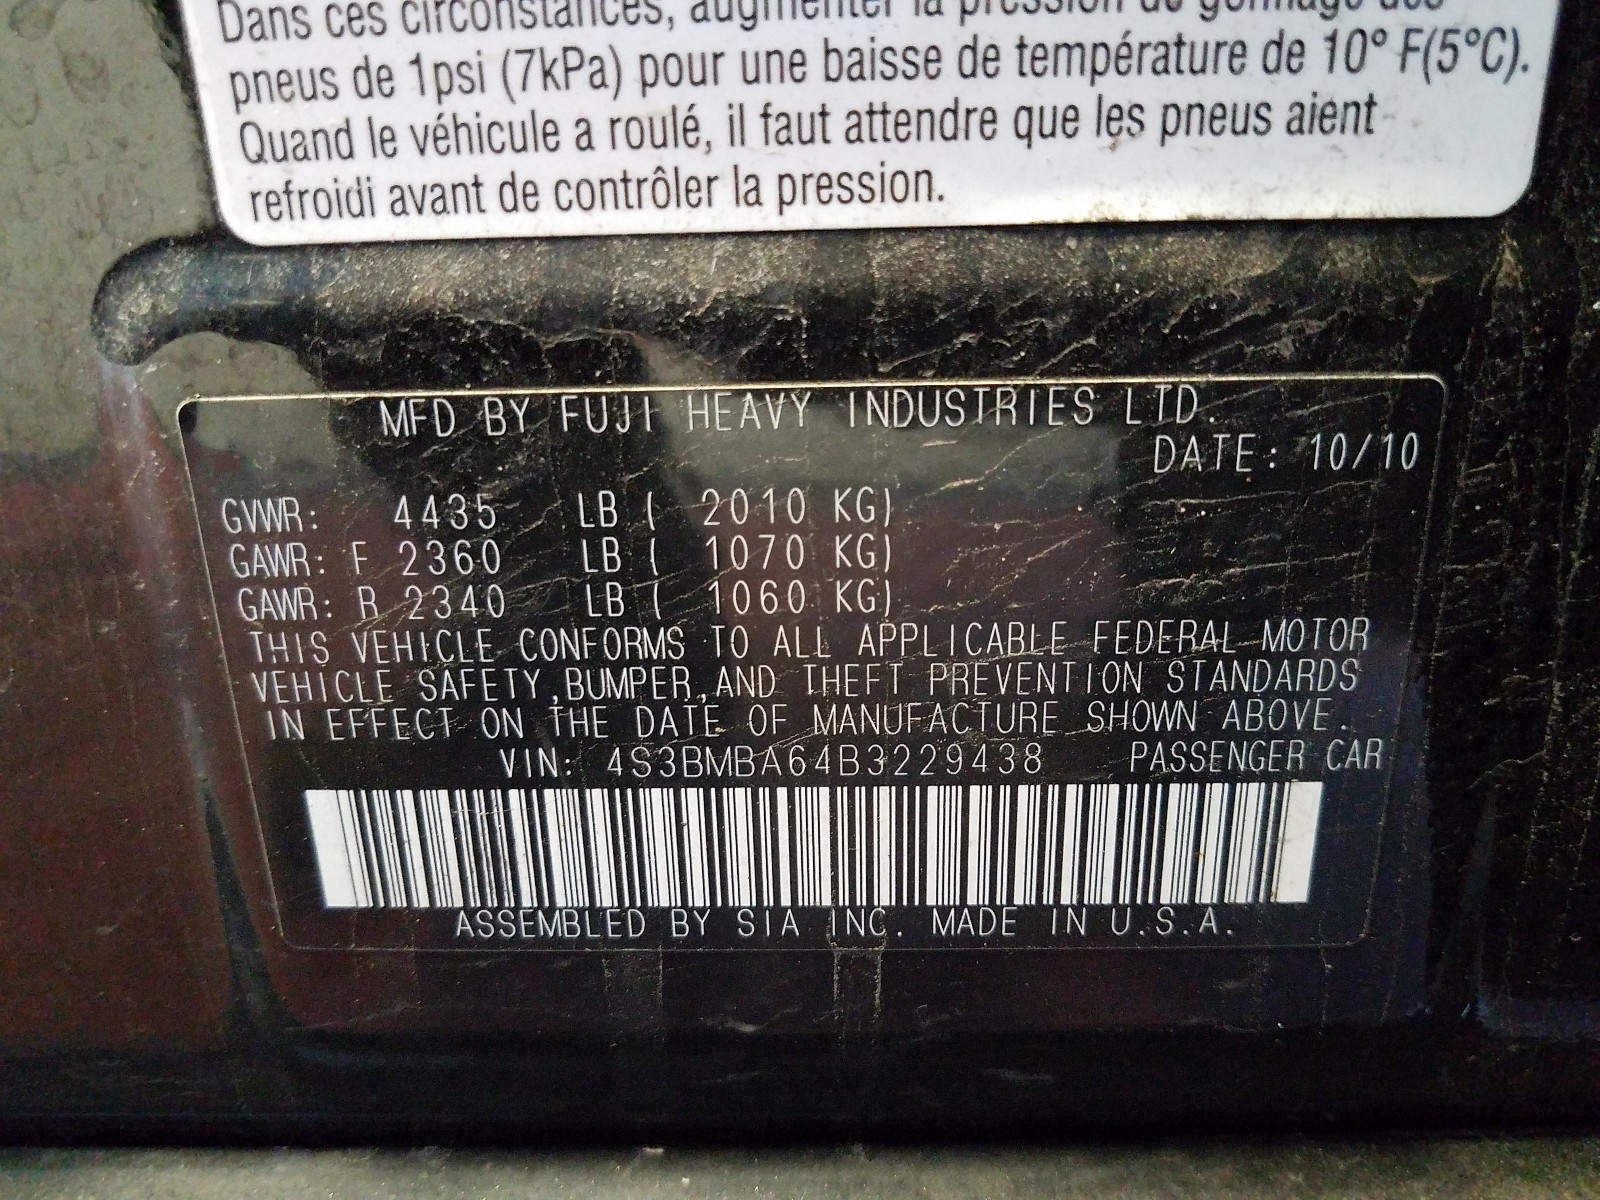 Dans ces circonstances, augmenter la pression de gonflage des
pneus de 1psi (7kPa) pour une baisse de température de 10° F(5°C).
Quand le véhicule a roulé, il faut attendre que les pneus aient
refroidi avant de contrôler la pression.
MFD BY FUJI HEAVY INDUSTRIES LTD.
DATE: 10/10
GVWR: 4435 LB ( 2010 KG)
GAWR: F 2360 LB ( 1070 KG)
GAWR: R 2340 LB ( 1060 KG)
THIS VEHICLE CONFORMS TO ALL APPLICABLE FEDERAL MOTOR
VEHICLE SAFETY,BUMPER,AND THEFT PREVENTION STANDARDS
IN EFFECT ON THE DATE OF MANUFACTURE SHOWN ABOVE.
VIN: 4S3BMBA64B3229438 PASSENGER CAR
ASSEMBLED BY SIA INC. MADE IN U.S.A.